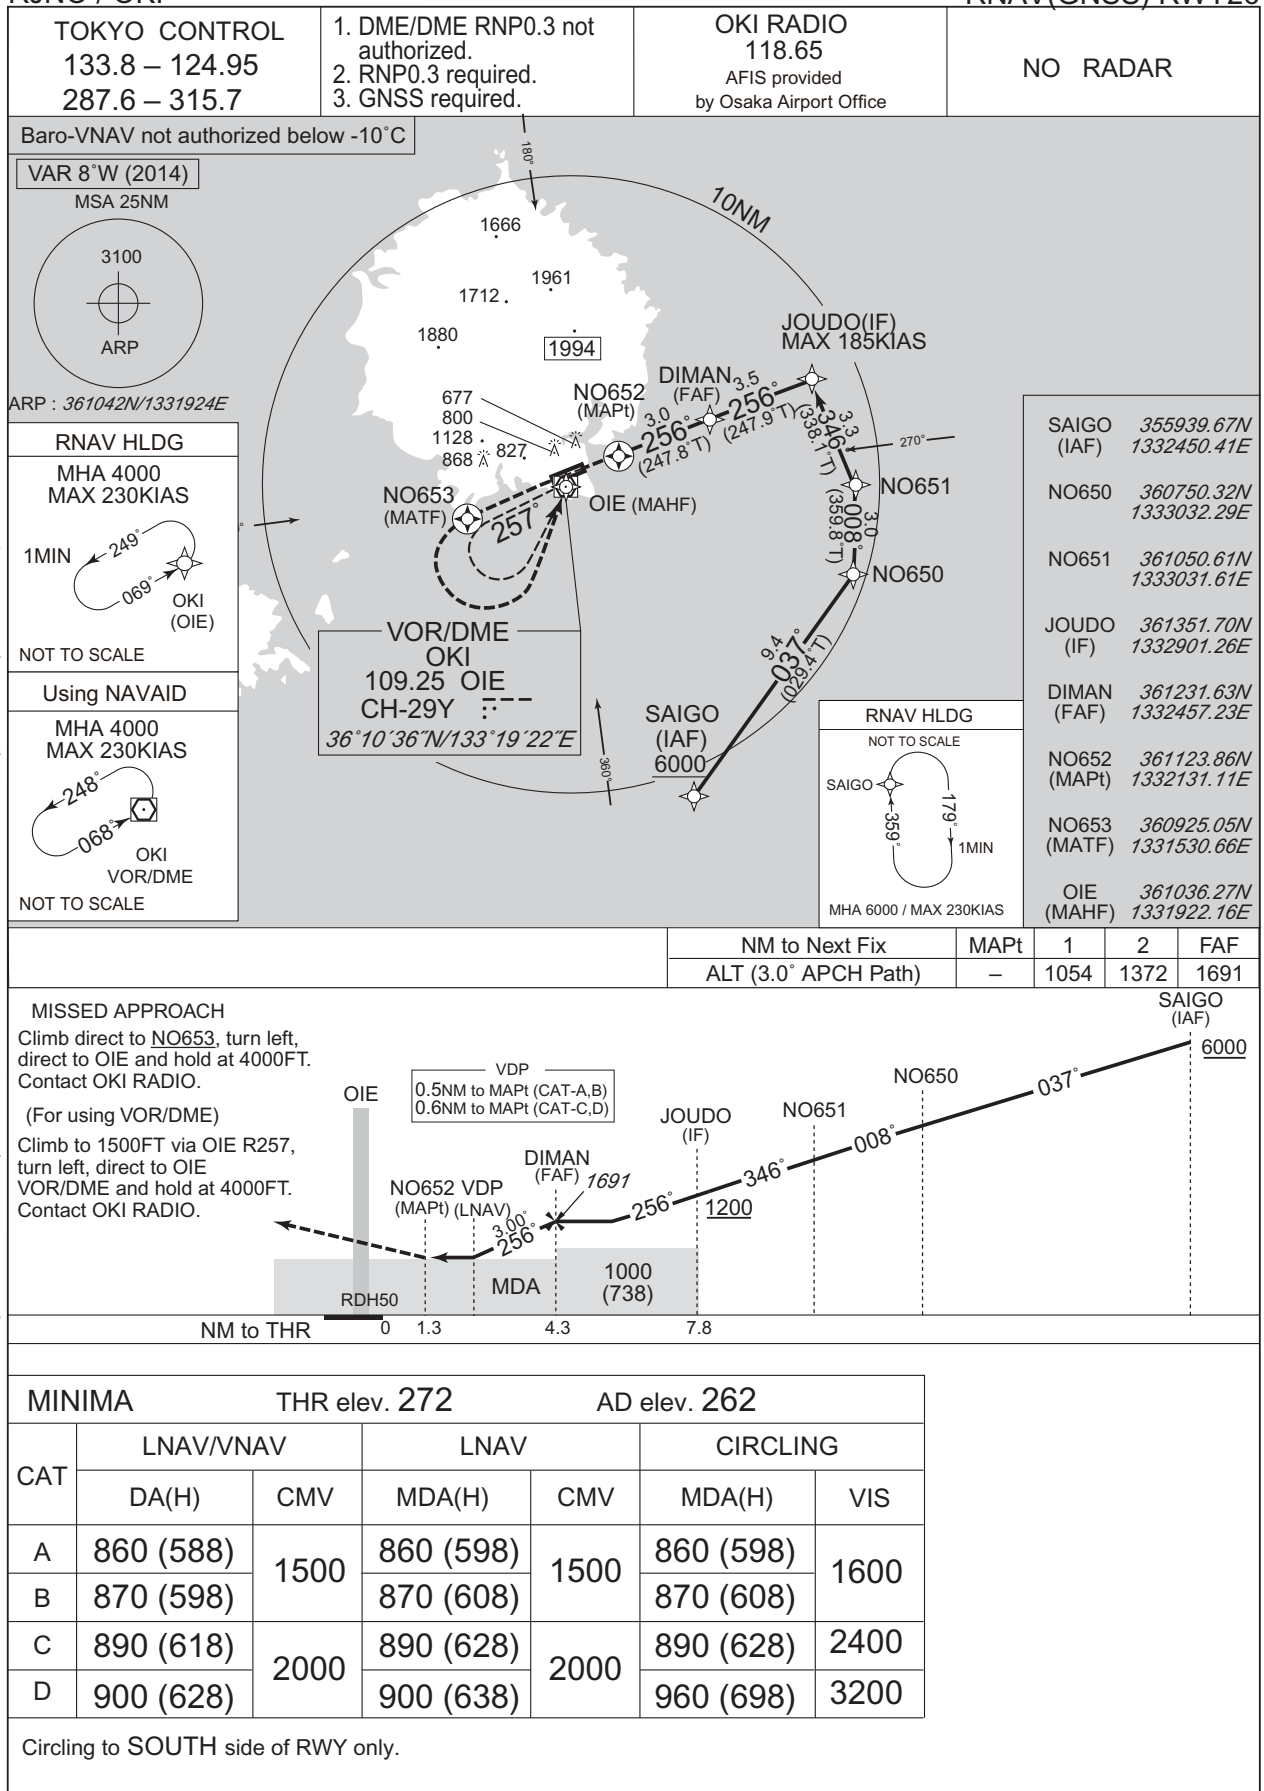 TOKYO CONTROL
133.8 – 124.95
287.6 – 315.7
1. DME/DME RNP0.3 not
authorized.
2. RNP0.3 required.
3. GNSS required.
OKI RADIO
118.65
AFIS provided
by Osaka Airport Office
NO RADAR
Baro-VNAV not authorized below -10˚C
VAR 8˚W (2014)
MSA 25NM
3100
ARP
ARP : 361042N/1331924E
180˚
10NM
1666
1961
1712
1880
1994
677
800
1128
868
827
NO652
(MAPt)
DIMAN
(FAF)
JOUDO(IF)
MAX 185KIAS
3.0
256˚
(247.8˚T)
3.5
256˚
(247.9˚T)
3.3
346˚
(338.1˚T)
270˚
NO651
3.0
008˚
(359.8˚T)
NO650
NO653
(MATF)
257˚
OIE (MAHF)
9.4
037˚
(029.4˚T)
SAIGO
(IAF)
6000
360˚
VOR/DME
OKI
109.25 OIE
CH-29Y
36˚10´36˝N/133˚19´22˝E
RNAV HLDG
MHA 4000
MAX 230KIAS
1MIN
249˚
069˚
OKI
(OIE)
NOT TO SCALE
Using NAVAID
MHA 4000
MAX 230KIAS
248˚
068˚
OKI
VOR/DME
NOT TO SCALE
RNAV HLDG
NOT TO SCALE
SAIGO
359˚
179˚
1MIN
MHA 6000 / MAX 230KIAS
SAIGO 355939.67N
(IAF) 1332450.41E
NO650 360750.32N
1333032.29E
NO651 361050.61N
1333031.61E
JOUDO 361351.70N
(IF) 1332901.26E
DIMAN 361231.63N
(FAF) 1332457.23E
NO652 361123.86N
(MAPt) 1332131.11E
NO653 360925.05N
(MATF) 1331530.66E
OIE 361036.27N
(MAHF) 1331922.16E
NM to Next Fix MAPt 1 2 FAF
ALT (3.0˚ APCH Path) – 1054 1372 1691
MISSED APPROACH
Climb direct to NO653, turn left,
direct to OIE and hold at 4000FT.
Contact OKI RADIO.
(For using VOR/DME)
Climb to 1500FT via OIE R257,
turn left, direct to OIE
VOR/DME and hold at 4000FT.
Contact OKI RADIO.
OIE
VDP
0.5NM to MAPt (CAT-A,B)
0.6NM to MAPt (CAT-C,D)
NO652
(MAPt)
VDP
(LNAV)
DIMAN
(FAF)
1691
3.00˚
256˚
JOUDO
(IF)
256˚
1200
346˚
NO651
008˚
NO650
037˚
SAIGO
(IAF)
6000
MDA
1000
(738)
RDH50
NM to THR 0 1.3 4.3 7.8
MINIMA THR elev. 272 AD elev. 262
CAT LNAV/VNAV LNAV CIRCLING
DA(H) CMV MDA(H) CMV MDA(H) VIS
A 860 (588) 1500 860 (598) 1500 860 (598) 1600
B 870 (598) 870 (608) 870 (608)
C 890 (618) 2000 890 (628) 2000 890 (628) 2400
D 900 (628) 900 (638) 960 (698) 3200
Circling to SOUTH side of RWY only.